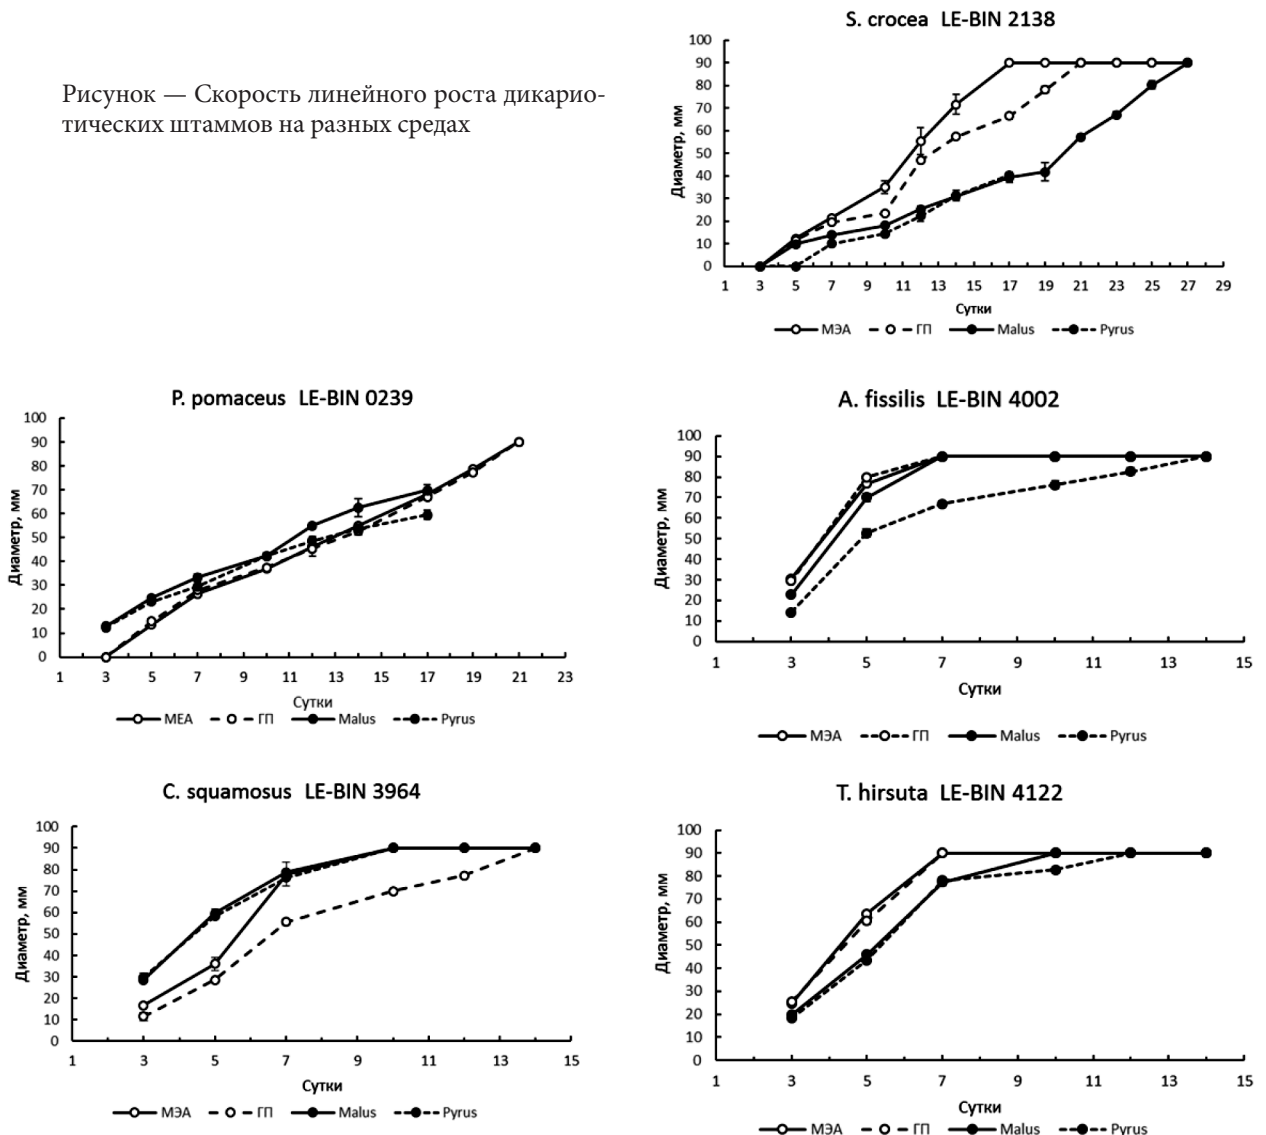 Рисунок — Скорость линейного роста дикарио-
тических штаммов на разных средах
S. crocea LE-BIN 2138
Диаметр, мм
100
90
80
70
60
50
40
30
20
10
0
1 3 5 7 9 11 13 15 17 19 21 23 25 27 29
Сутки
МЭА ГП Malus Pyrus
P. pomaceus LE-BIN 0239
Диаметр, мм
100
90
80
70
60
50
40
30
20
10
0
1 3 5 7 9 11 13 15 17 19 21 23
Сутки
МЕА ГП Malus Pyrus
A. fissilis LE-BIN 4002
Диаметр, мм
100
90
80
70
60
50
40
30
20
10
0
1 3 5 7 9 11 13 15
Сутки
МЭА ГП Malus Pyrus
C. squamosus LE-BIN 3964
Диаметр, мм
100
90
80
70
60
50
40
30
20
10
0
1 3 5 7 9 11 13 15
Сутки
МЭА ГП Malus Pyrus
T. hirsuta LE-BIN 4122
Диаметр, мм
100
90
80
70
60
50
40
30
20
10
0
1 3 5 7 9 11 13 15
Сутки
МЭА ГП Malus Pyrus